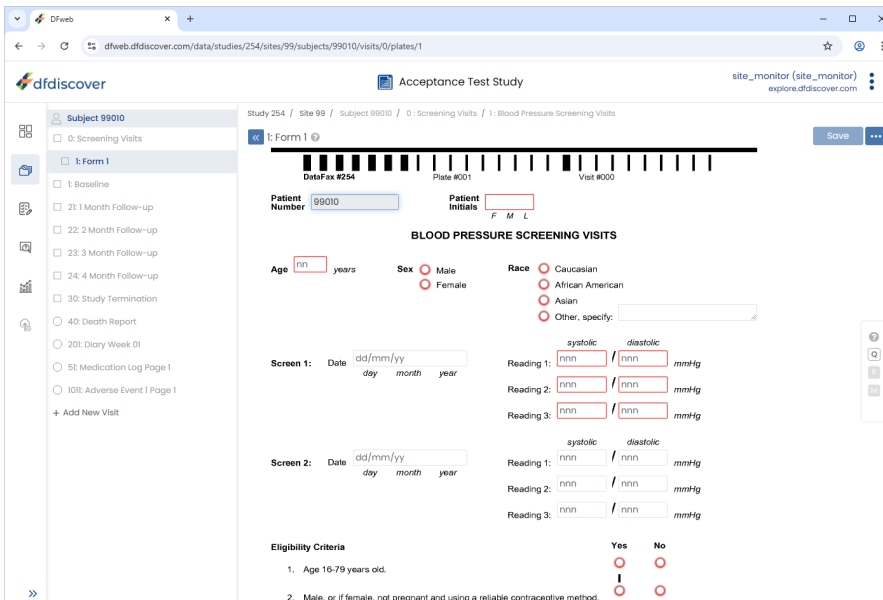 DFweb
dfweb.dfdiscover.com/data/studies/254/sites/99/subjects/99010/visits/0/plates/1
dfdiscover
Acceptance Test Study
site_monitor (site_monitor)
explore.dfdiscover.com
Subject 99010
0: Screening Visits
1: Form 1
1: Baseline
21: 1 Month Follow-up
22: 2 Month Follow-up
23: 3 Month Follow-up
24: 4 Month Follow-up
30: Study Termination
40: Death Report
201: Diary Week 01
51: Medication Log Page 1
1011: Adverse Event 1 Page 1
+ Add New Visit
Study 254 / Site 99 / Subject 99010 / 0 : Screening Visits / 1 : Blood Pressure Screening Visits
« 1: Form 1
Save
DataFax #254 Plate #001 Visit #000
Patient Number 99010 Patient Initials
F M L
BLOOD PRESSURE SCREENING VISITS
Age nn years Sex Male Race Caucasian
Female African American
Asian
Other, specify:
systolic diastolic
Screen 1: Date dd/mm/yy Reading 1: nnn / nnn mmHg
day month year
Reading 2: nnn / nnn mmHg
Reading 3: nnn / nnn mmHg
systolic diastolic
Screen 2: Date dd/mm/yy Reading 1: nnn / nnn mmHg
day month year
Reading 2: nnn / nnn mmHg
Reading 3: nnn / nnn mmHg
Eligibility Criteria Yes No
1. Age 16-79 years old.
2. Male, or if female, not pregnant and using a reliable contraceptive method.
Q